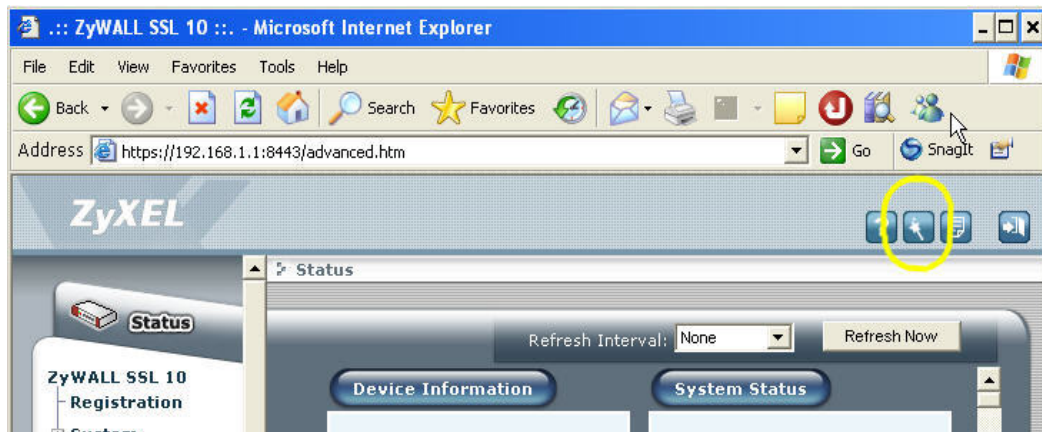 .:: ZyWALL SSL 10 ::. - Microsoft Internet Explorer
File Edit View Favorites Tools Help
Back Search Favorites
Address https://192.168.1.1:8443/advanced.htm Go SnagIt
ZyXEL
?
Status
Status
Refresh Interval: None Refresh Now
ZyWALL SSL 10
Device Information System Status
Registration
System